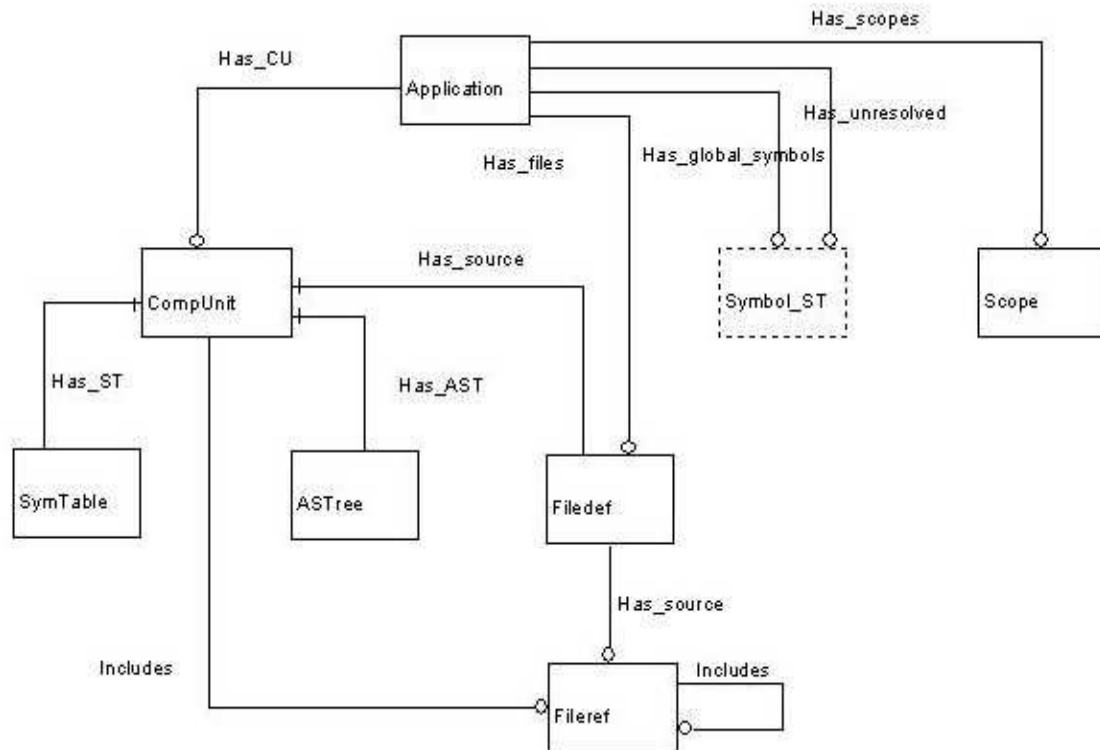 Has_scopes
Has_CU
Application
Has_unresolved
Has_files
Has_global_symbols
Has_source
CompUnit
Symbol_ST
Scope
Has_ST
Has_AST
SymTable
ASTree
Filedef
Has_source
Includes
Includes
Fileref